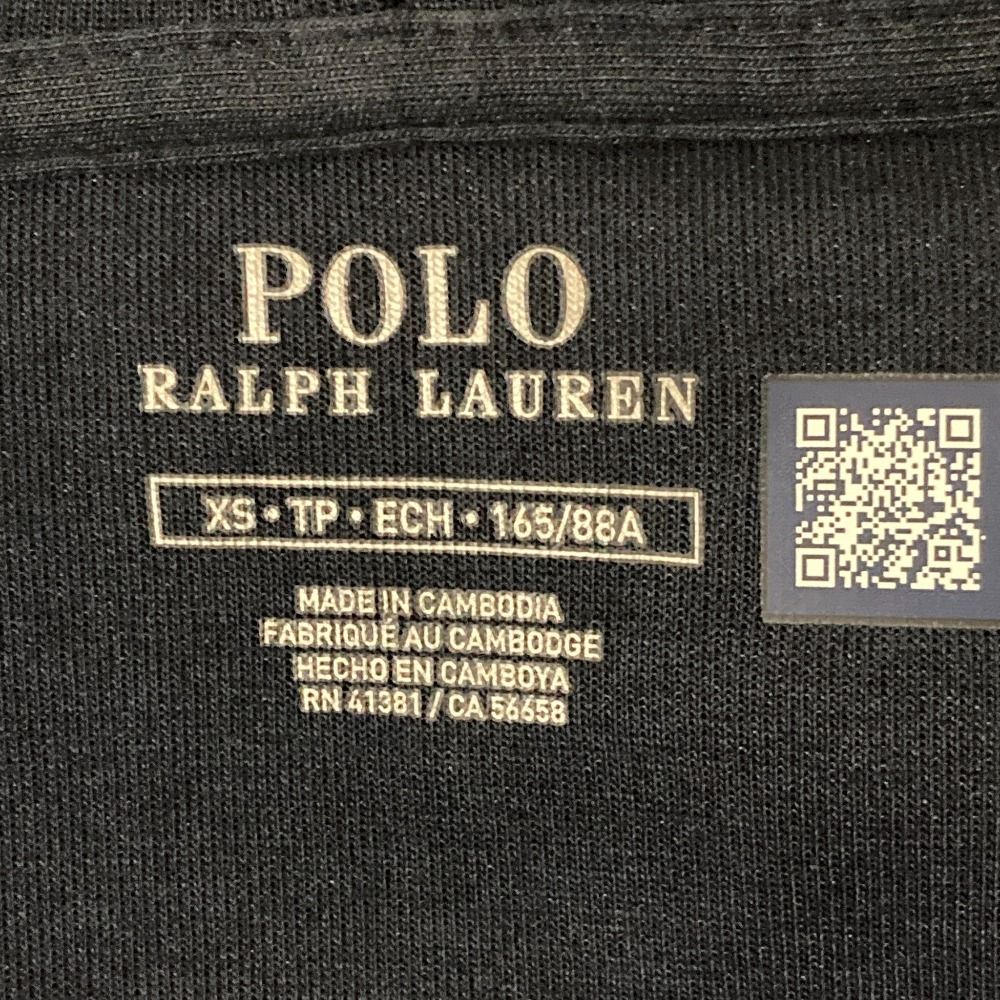 POLO
RALPH LAUREN
XS • TP • ECH • 165/88A
MADE IN CAMBODIA
FABRIQUÉ AU CAMBODGE
HECHO EN CAMBOYA
RN 41381 / CA 56658